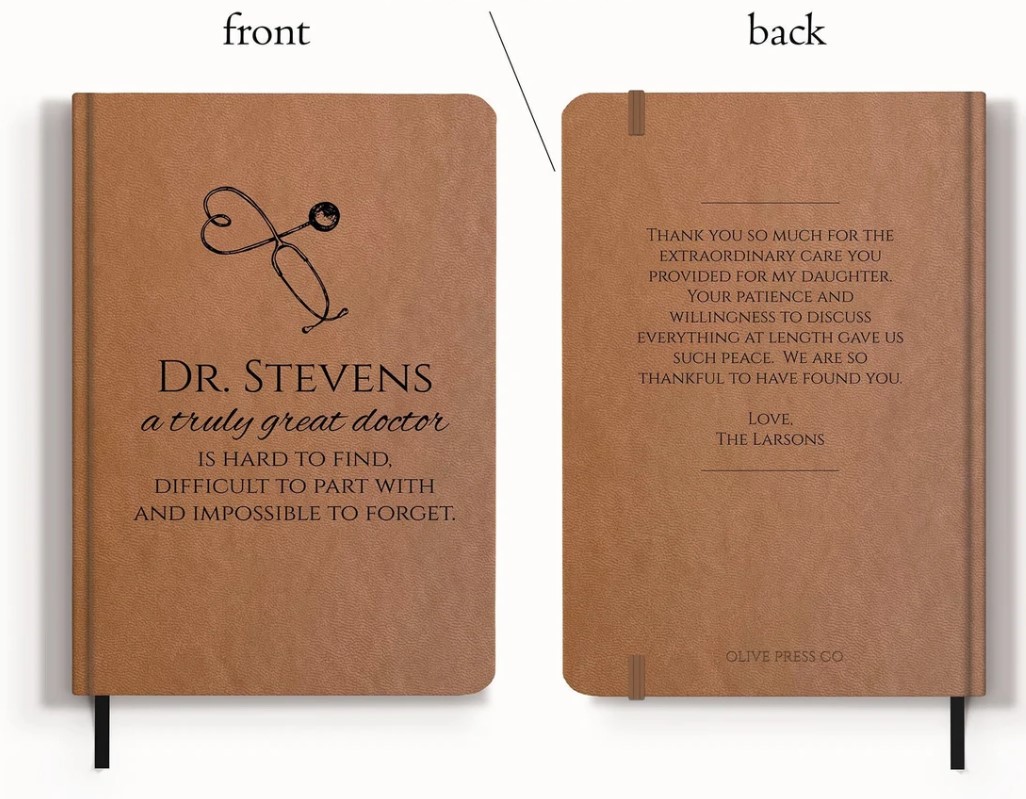 front
back
Dr. Stevens
a truly great doctor
is hard to find,
difficult to part with
and impossible to forget.
Thank you so much for the
extraordinary care you
provided for my daughter.
Your patience and
willingness to discuss
everything at length gave us
such peace. We are so
thankful to have found you.
Love,
The Larsons
OLIVE PRESS CO